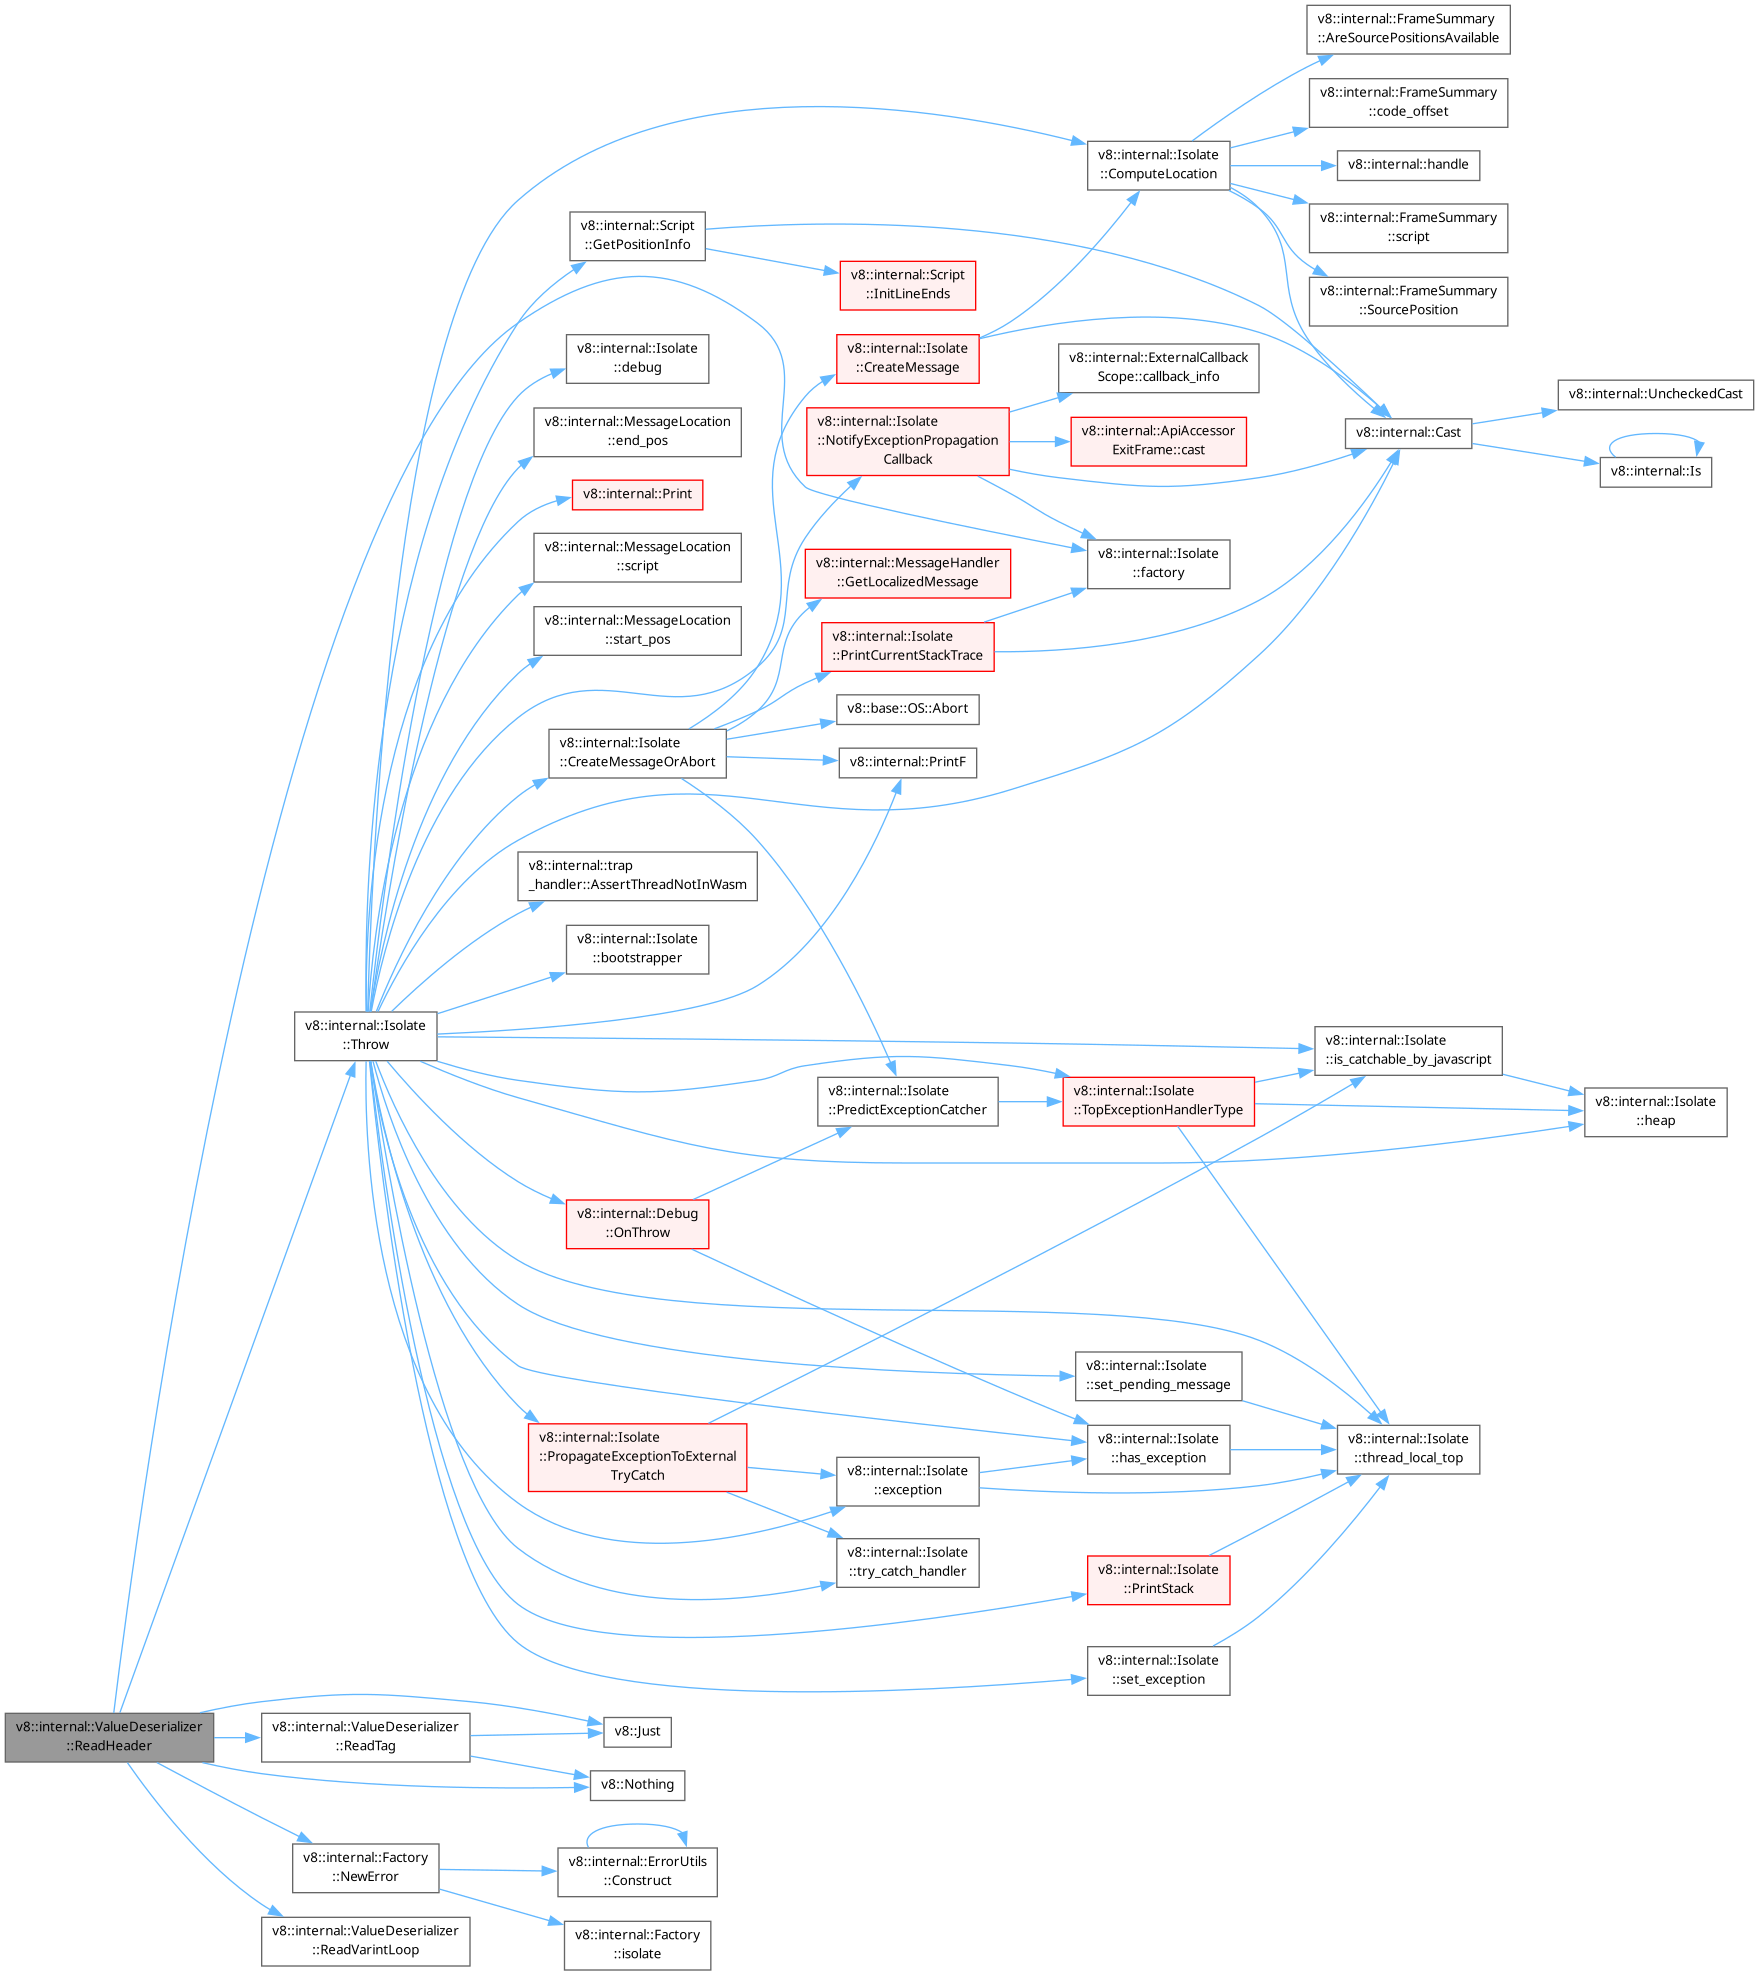 v8::internal::FrameSummary
::AreSourcePositionsAvailable
v8::internal::FrameSummary
::code_offset
v8::internal::Isolate
::ComputeLocation
v8::internal::handle
v8::internal::FrameSummary
::script
v8::internal::Script
::GetPositionInfo
v8::internal::Script
::InitLineEnds
v8::internal::FrameSummary
::SourcePosition
v8::internal::Isolate
::debug
v8::internal::Isolate
::CreateMessage
v8::internal::ExternalCallback
Scope::callback_info
v8::internal::UncheckedCast
v8::internal::MessageLocation
::end_pos
v8::internal::Isolate
::NotifyExceptionPropagation
Callback
v8::internal::ApiAccessor
ExitFrame::cast
v8::internal::Cast
v8::internal::Is
v8::internal::Print
v8::internal::MessageLocation
::script
v8::internal::MessageHandler
::GetLocalizedMessage
v8::internal::Isolate
::factory
v8::internal::MessageLocation
::start_pos
v8::internal::Isolate
::PrintCurrentStackTrace
v8::base::OS::Abort
v8::internal::Isolate
::CreateMessageOrAbort
v8::internal::PrintF
v8::internal::trap
_handler::AssertThreadNotInWasm
v8::internal::Isolate
::bootstrapper
v8::internal::Isolate
::Throw
v8::internal::Isolate
::is_catchable_by_javascript
v8::internal::Isolate
::PredictExceptionCatcher
v8::internal::Isolate
::TopExceptionHandlerType
v8::internal::Isolate
::heap
v8::internal::Debug
::OnThrow
v8::internal::Isolate
::set_pending_message
v8::internal::Isolate
::PropagateExceptionToExternal
TryCatch
v8::internal::Isolate
::has_exception
v8::internal::Isolate
::thread_local_top
v8::internal::Isolate
::exception
v8::internal::Isolate
::try_catch_handler
v8::internal::Isolate
::PrintStack
v8::internal::Isolate
::set_exception
v8::internal::ValueDeserializer
::ReadHeader
v8::internal::ValueDeserializer
::ReadTag
v8::Just
v8::Nothing
v8::internal::Factory
::NewError
v8::internal::ErrorUtils
::Construct
v8::internal::ValueDeserializer
::ReadVarintLoop
v8::internal::Factory
::isolate